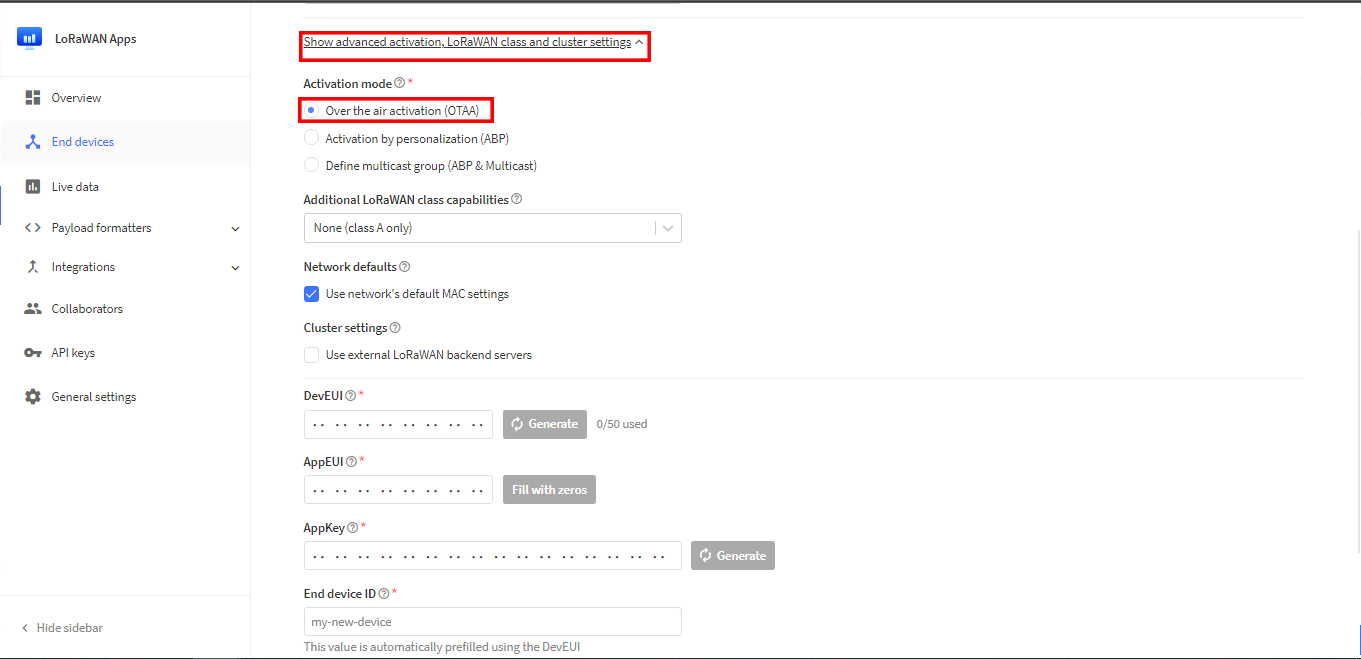 LoRaWAN Apps
Overview
End devices
Live data
Payload formatters
Integrations
Collaborators
API keys
General settings
Hide sidebar
Show advanced activation, LoRaWAN class and cluster settings
Activation mode *
Over the air activation (OTAA)
Activation by personalization (ABP)
Define multicast group (ABP & Multicast)
Additional LoRaWAN class capabilities
None (class A only)
Network defaults
Use network's default MAC settings
Cluster settings
Use external LoRaWAN backend servers
DevEUI *
Generate 0/50 used
AppEUI *
Fill with zeros
AppKey *
Generate
End device ID *
my-new-device
This value is automatically prefilled using the DevEUI